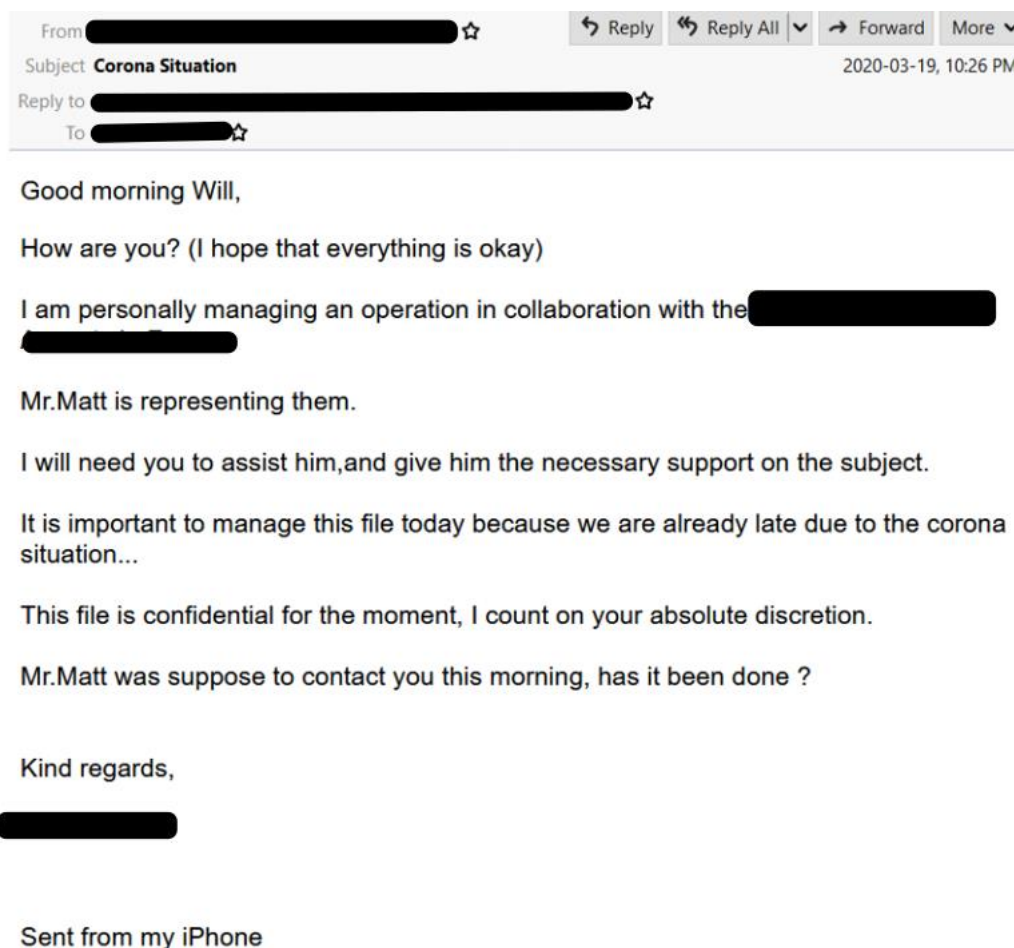 From
Reply
Reply All
Forward
More
Subject Corona Situation
2020-03-19, 10:26 PM
Reply to
To
Good morning Will,
How are you? (I hope that everything is okay)
I am personally managing an operation in collaboration with the
Mr.Matt is representing them.
I will need you to assist him,and give him the necessary support on the subject.
It is important to manage this file today because we are already late due to the corona
situation...
This file is confidential for the moment, I count on your absolute discretion.
Mr.Matt was suppose to contact you this morning, has it been done ?
Kind regards,
Sent from my iPhone